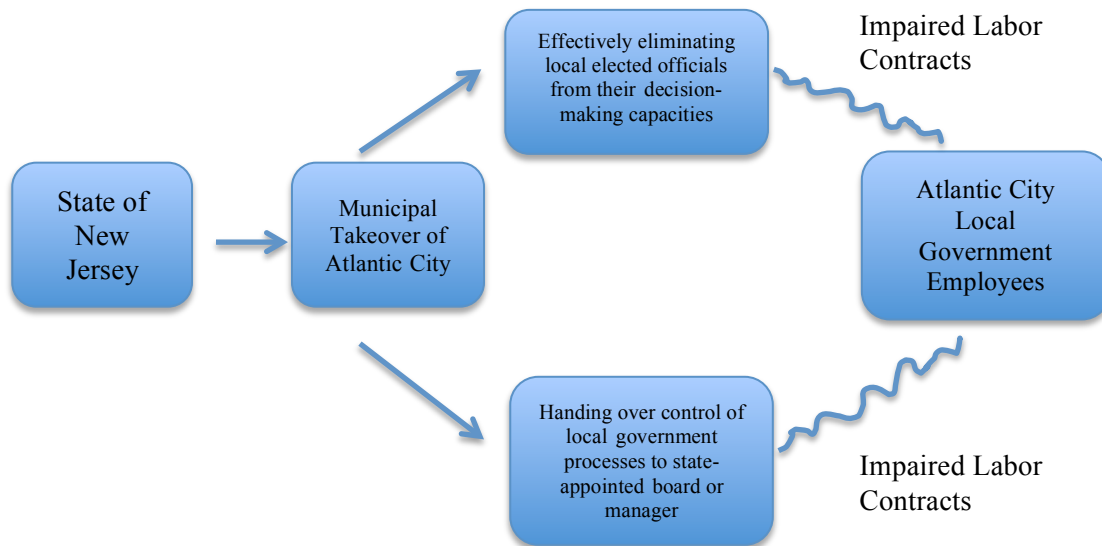 State of
New
Jersey
Municipal
Takeover of
Atlantic City
Effectively eliminating
local elected officials
from their decision-
making capacities
Impaired Labor
Contracts
Handing over control of
local government
processes to state-
appointed board or
manager
Impaired Labor
Contracts
Atlantic City
Local
Government
Employees